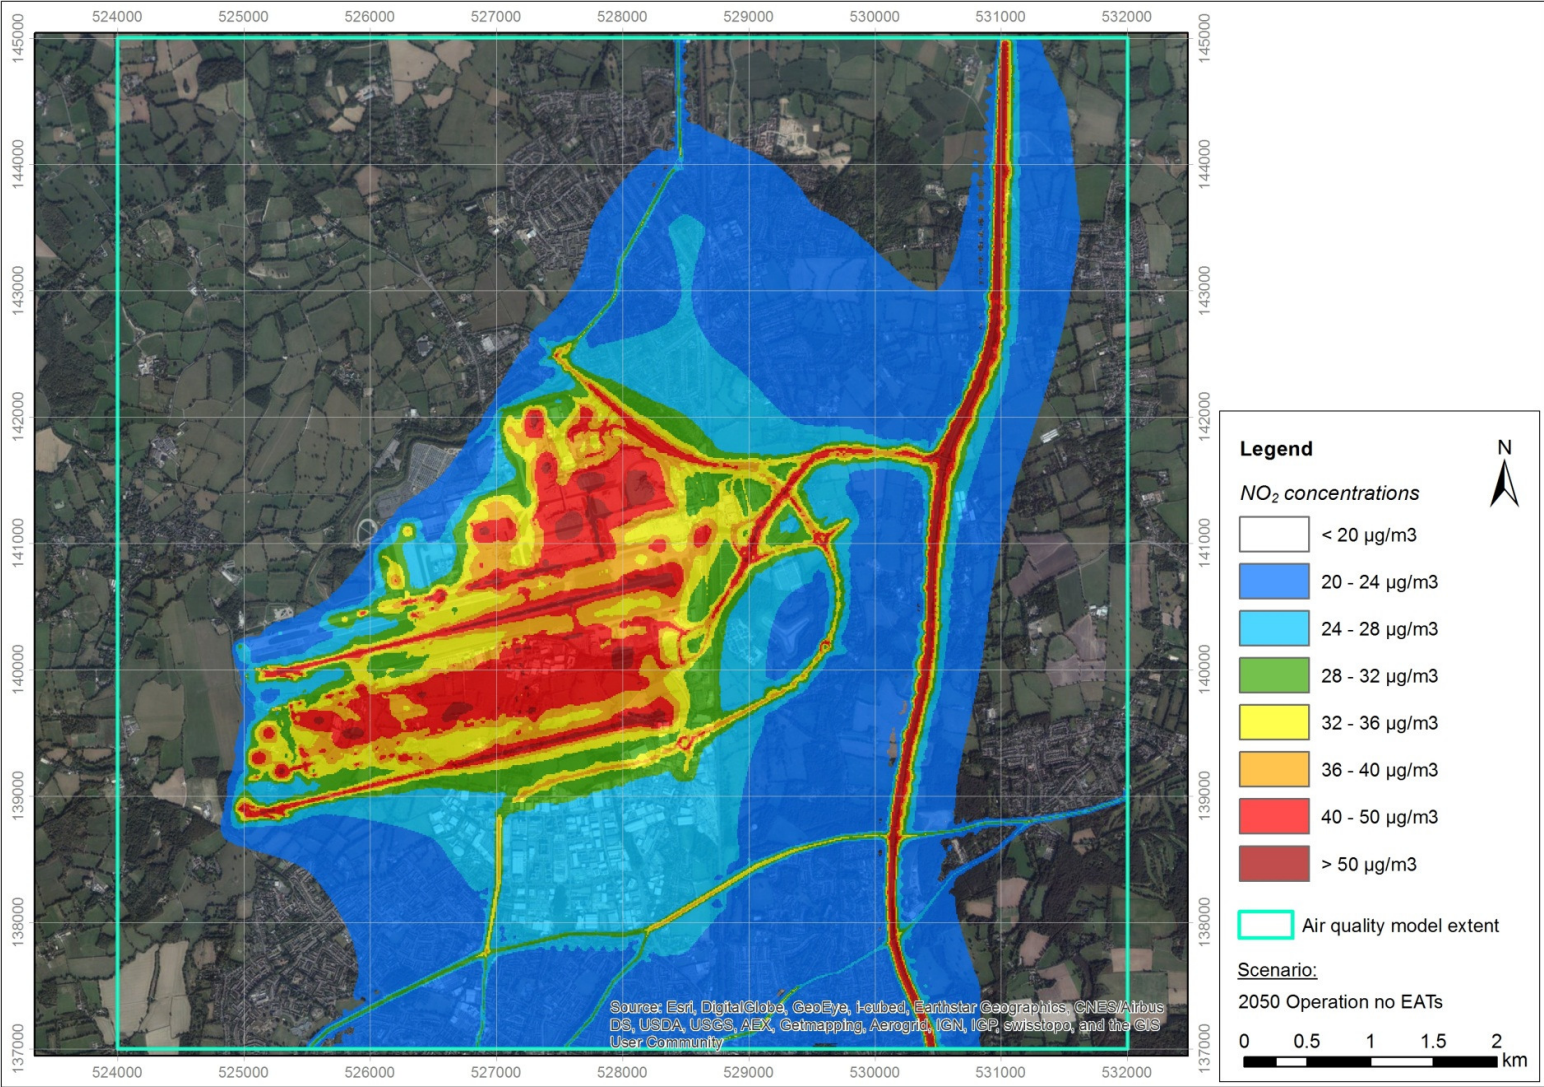 524000 525000 526000 527000 528000 529000 530000 531000 532000
145000 145000
144000 144000
143000 143000
142000 142000
141000 141000
140000 140000
139000 139000
138000 138000
137000 137000
Source: Esri, DigitalGlobe, GeoEye, i-cubed, Earthstar Geographics, CNES/Airbus
DS, USDA, USGS, AEX, Getmapping, Aerogrid, IGN, IGP, swisstopo, and the GIS
User Community
524000 525000 526000 527000 528000 529000 530000 531000 532000
Legend
N
NO₂ concentrations
< 20 µg/m3
20 - 24 µg/m3
24 - 28 µg/m3
28 - 32 µg/m3
32 - 36 µg/m3
36 - 40 µg/m3
40 - 50 µg/m3
> 50 µg/m3
Air quality model extent
Scenario:
2050 Operation no EATs
0 0.5 1 2
km